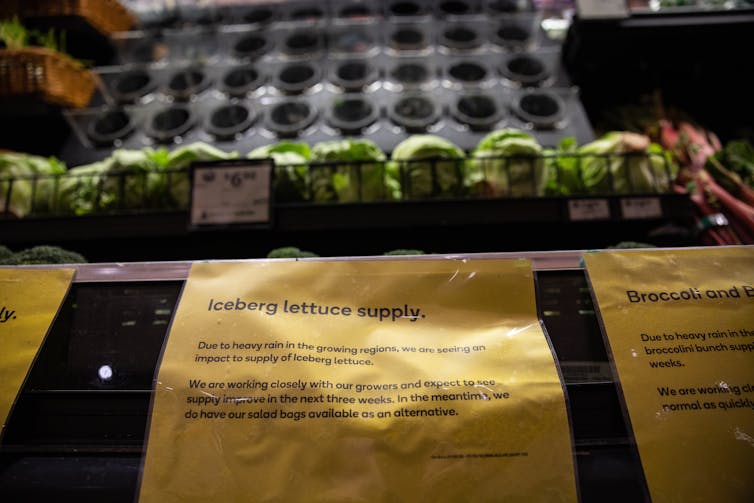 $6.90
y.
Iceberg lettuce supply.
Due to heavy rain in the growing regions, we are seeing an
impact to supply of Iceberg lettuce.
We are working closely with our growers and expect to see
supply improve in the next three weeks. In the meantime, we
do have our salad bags available as an alternative.
Broccoli and B
Due to heavy rain in the
broccolini bunch supp
weeks.
We are working clo
normal as quickly